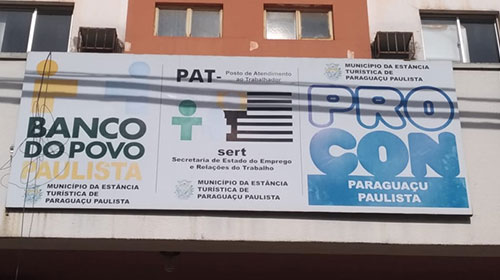 BANCO
DO POVO
PAULISTA
MUNICÍPIO DA ESTÂNCIA
TURÍSTICA DE
PARAGUAÇU PAULISTA
PAT- Posto de Atendimento
ao Trabalhador
sert
Secretaria de Estado do Emprego
e Relações do Trabalho
MUNICÍPIO DA ESTÂNCIA
TURÍSTICA DE
PARAGUAÇU PAULISTA
MUNICÍPIO DA ESTÂNCIA
TURÍSTICA DE
PARAGUAÇU PAULISTA
PRO
CON
PARAGUAÇU
PAULISTA